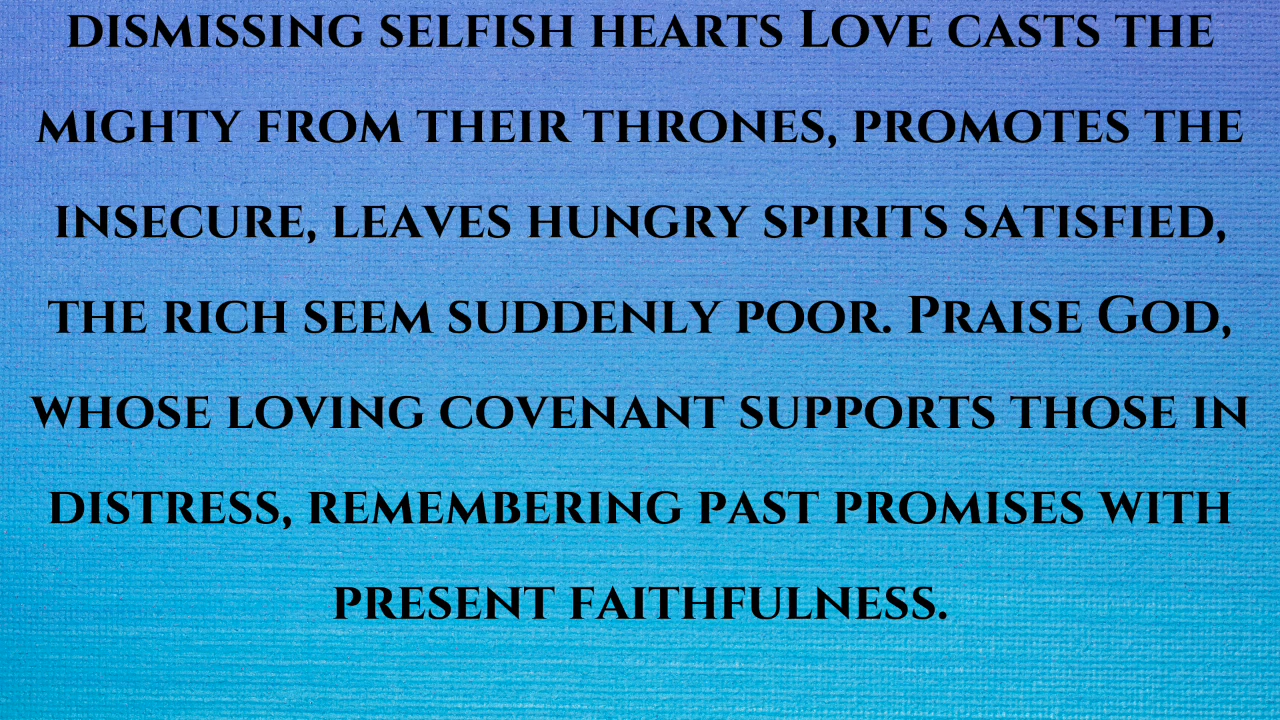 dismissing selfish hearts Love casts the
mighty from their thrones, promotes the
insecure, leaves hungry spirits satisfied,
the rich seem suddenly poor. Praise God,
whose loving covenant supports those in
distress, remembering past promises with
present faithfulness.